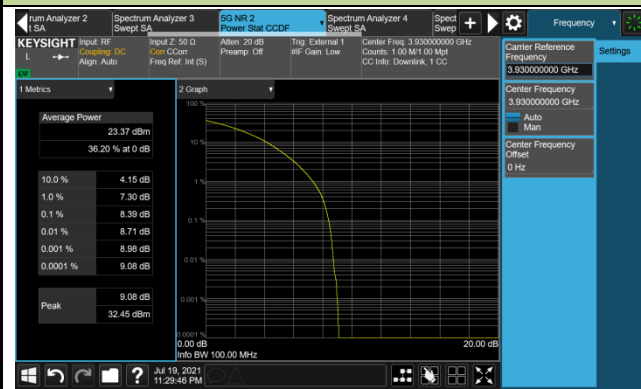 rum Analyzer 2
t SA
Spectrum Analyzer 3
Swept SA
5G NR 2
Power Stat CCDF
Spectrum Analyzer 4
Swept SA
Spect
Swep
Frequency
KEYSIGHT
L
Input: RF
Coupling: DC
Align: Auto
Input Z: 50 Ω
Corr CCorr
Freq Ref: Int (S)
Atten: 20 dB
Preamp: Off
Trig: External 1
#IF Gain: Low
Center Freq: 3.930000000 GHz
Counts: 1.00 M/1.00 Mpt
CC Info: Downlink, 1 CC
1 Metrics
Average Power
23.37 dBm
36.20 % at 0 dB
10.0 % 4.15 dB
1.0 % 7.30 dB
0.1 % 8.39 dB
0.01 % 8.71 dB
0.001 % 8.98 dB
0.0001 % 9.08 dB
Peak
9.08 dB
32.45 dBm
2 Graph
100 %
10 %
1 %
0.1 %
0.01 %
0.001 %
0.0001 %
0.00 dB
20.00 dB
Info BW 100.00 MHz
Carrier Reference
Frequency
3.930000000 GHz
Settings
Center Frequency
3.930000000 GHz
Auto
Man
Center Frequency
Offset
0 Hz
?
Jul 19, 2021
11:29:46 PM